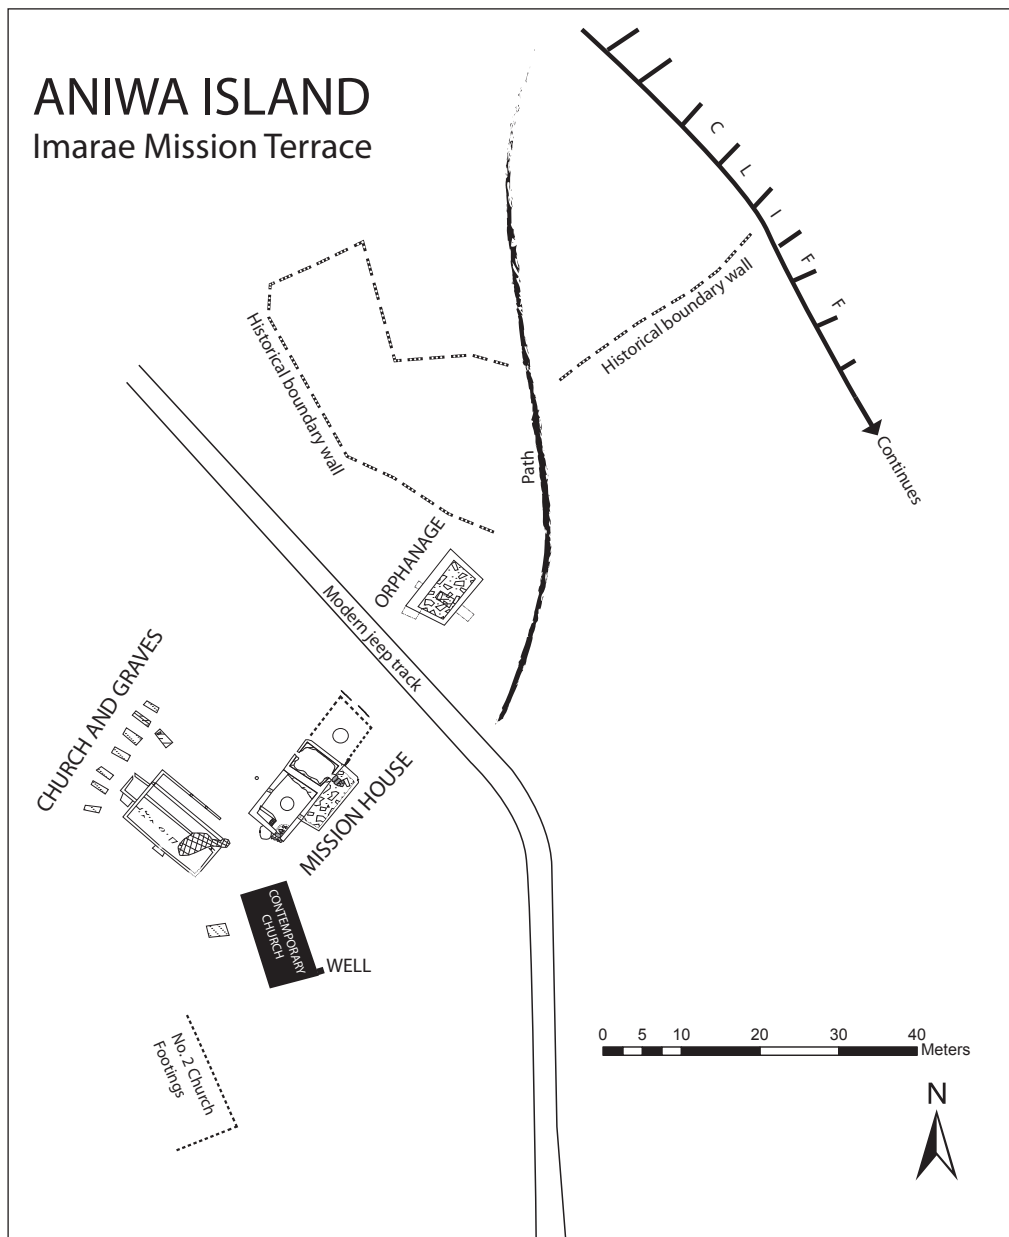 ANIWA ISLAND
Imarae Mission Terrace
CLIFF
Historical boundary wall
Historical boundary wall
Continues
Path
ORPHANAGE
Modern jeep track
CHURCH AND GRAVES
MISSION HOUSE
CONTEMPORARY
CHURCH
WELL
No. 2 Church
Footings
0 5 10 20 30 40
Meters
N